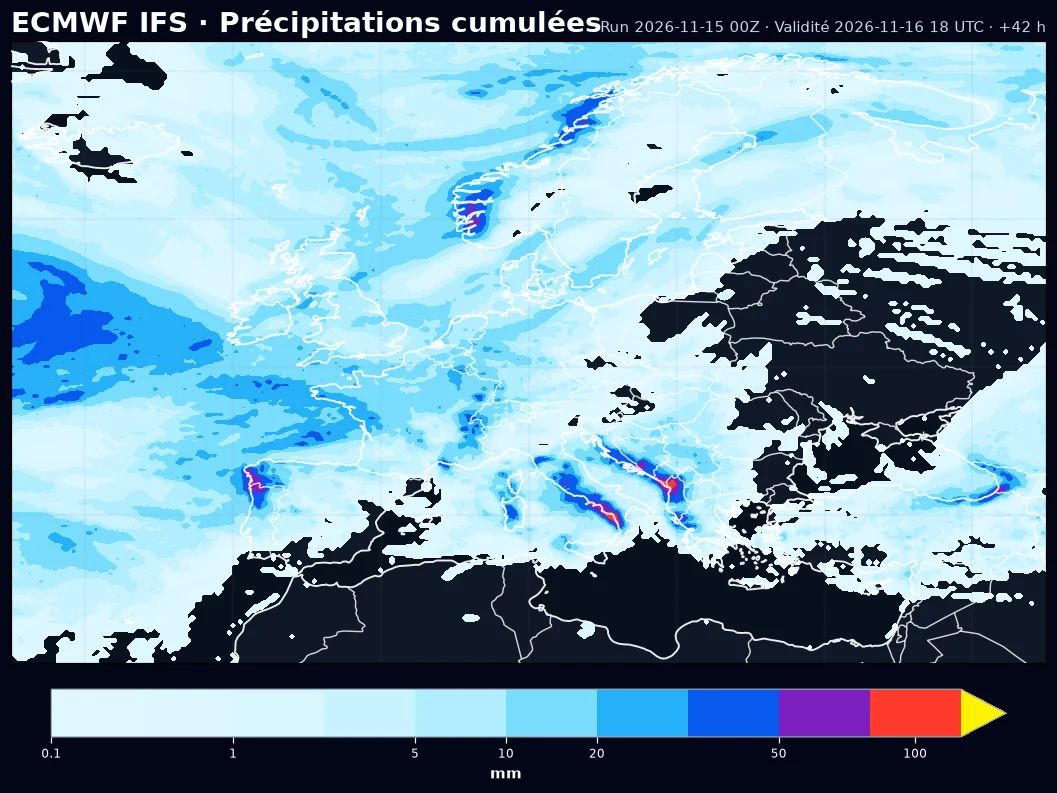 ECMWF IFS · Précipitations cumulées
Run 2026-11-15 00Z · Validité 2026-11-16 18 UTC · +42 h
0.1 1 5 10 20 50 100
mm